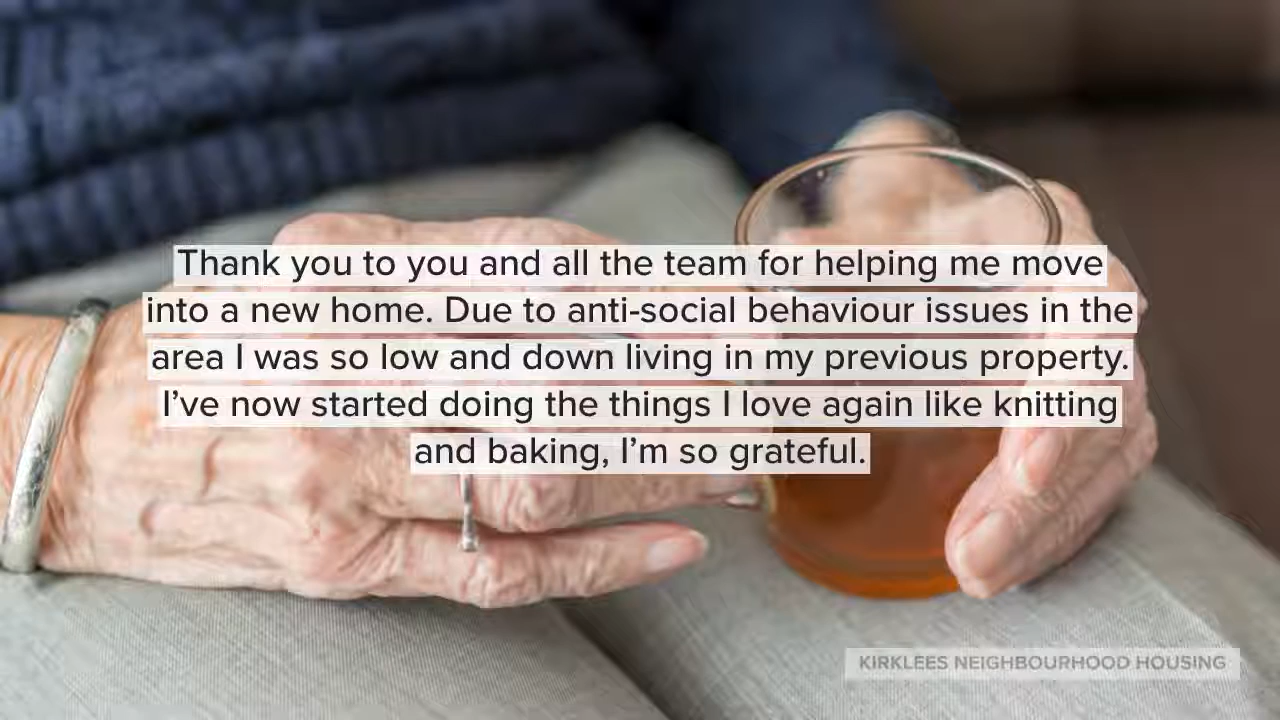 Thank you to you and all the team for helping me move
into a new home. Due to anti-social behaviour issues in the
area I was so low and down living in my previous property.
I’ve now started doing the things I love again like knitting
and baking, I’m so grateful.
KIRKLEES NEIGHBOURHOOD HOUSING